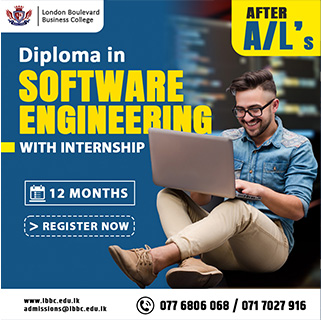 London Boulevard
Business College
AFTER
A/L's
Diploma in
SOFTWARE
ENGINEERING
WITH INTERNSHIP
12 MONTHS
> REGISTER NOW
www.lbbc.edu.lk
admissions@lbbc.edu.lk
077 6806 068 / 071 7027 916